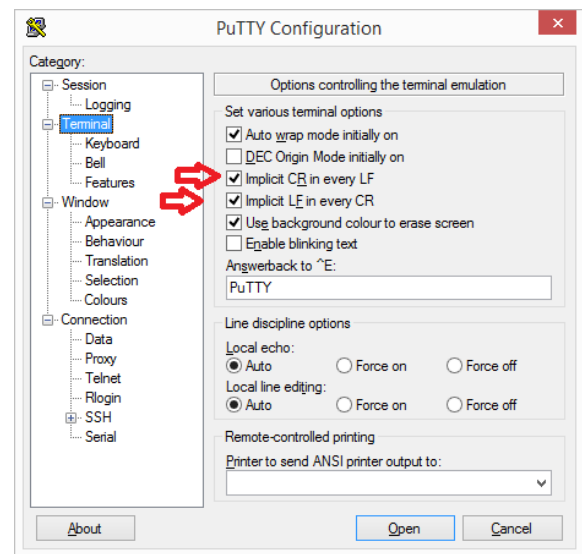 PuTTY Configuration
Category:
Session
Logging
Terminal
Keyboard
Bell
Features
Window
Appearance
Behaviour
Translation
Selection
Colours
Connection
Data
Proxy
Telnet
Rlogin
SSH
Serial
Options controlling the terminal emulation
Set various terminal options
Auto wrap mode initially on
DEC Origin Mode initially on
Implicit CR in every LF
Implicit LF in every CR
Use background colour to erase screen
Enable blinking text
Answerback to ^E:
PuTTY
Line discipline options
Local echo:
Auto Force on Force off
Local line editing:
Auto Force on Force off
Remote-controlled printing
Printer to send ANSI printer output to:
About Open Cancel